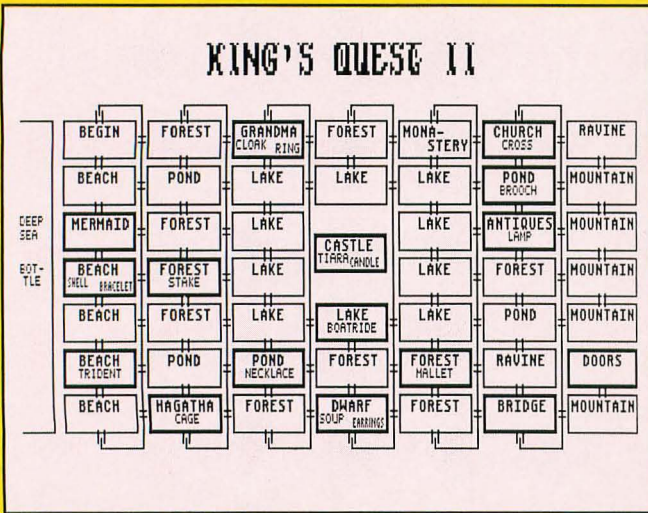 KING'S QUEST II
BEGIN
FOREST
GRANDMA
CLOAK RING
FOREST
MONA-
STERY
CHURCH
CROSS
RAVINE
BEACH
POND
LAKE
LAKE
LAKE
POND
BROOCH
MOUNTAIN
DEEP
SEA
BOT-
TLE
MERMAID
FOREST
LAKE
CASTLE
TIARA CANDLE
LAKE
ANTIQUES
LAMP
MOUNTAIN
BEACH
SHELL BRACELET
FOREST
STAKE
LAKE
LAKE
FOREST
MOUNTAIN
BEACH
FOREST
LAKE
LAKE
BOATRIDE
LAKE
POND
MOUNTAIN
BEACH
TRIDENT
POND
POND
NECKLACE
FOREST
FOREST
MALLET
RAVINE
DOORS
BEACH
HAGATHA
CAGE
FOREST
DWARF
SOUP EARRINGS
FOREST
BRIDGE
MOUNTAIN